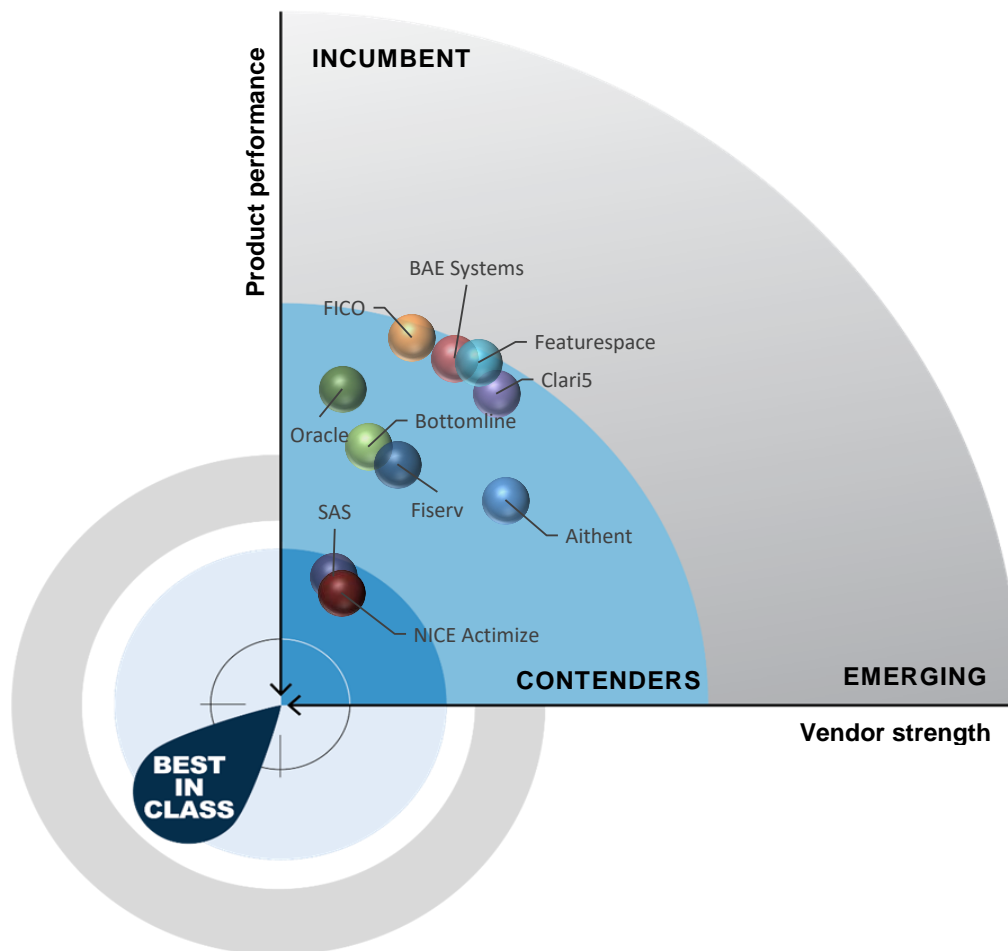 INCUMBENT
Product performance
BAE Systems
FICO
Featurespace
Clari5
Bottomline
Oracle
Fiserv
SAS
Aithent
NICE Actimize
CONTENDERS
EMERGING
Vendor strength
BEST
IN
CLASS